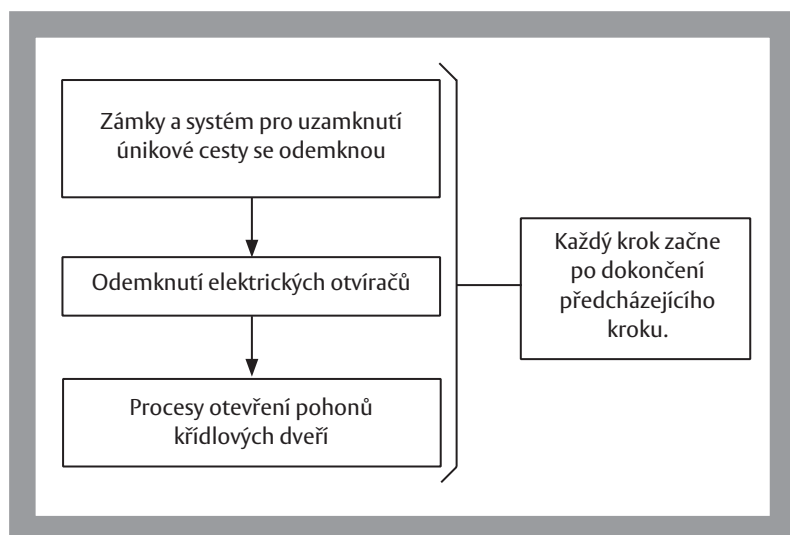 Zámky a systém pro uzamknutí
únikové cesty se odemknou
Odemknutí elektrických otvíračů
Procesy otevření pohonů
křídlových dveří
Každý krok začne
po dokončení
předcházejícího
kroku.